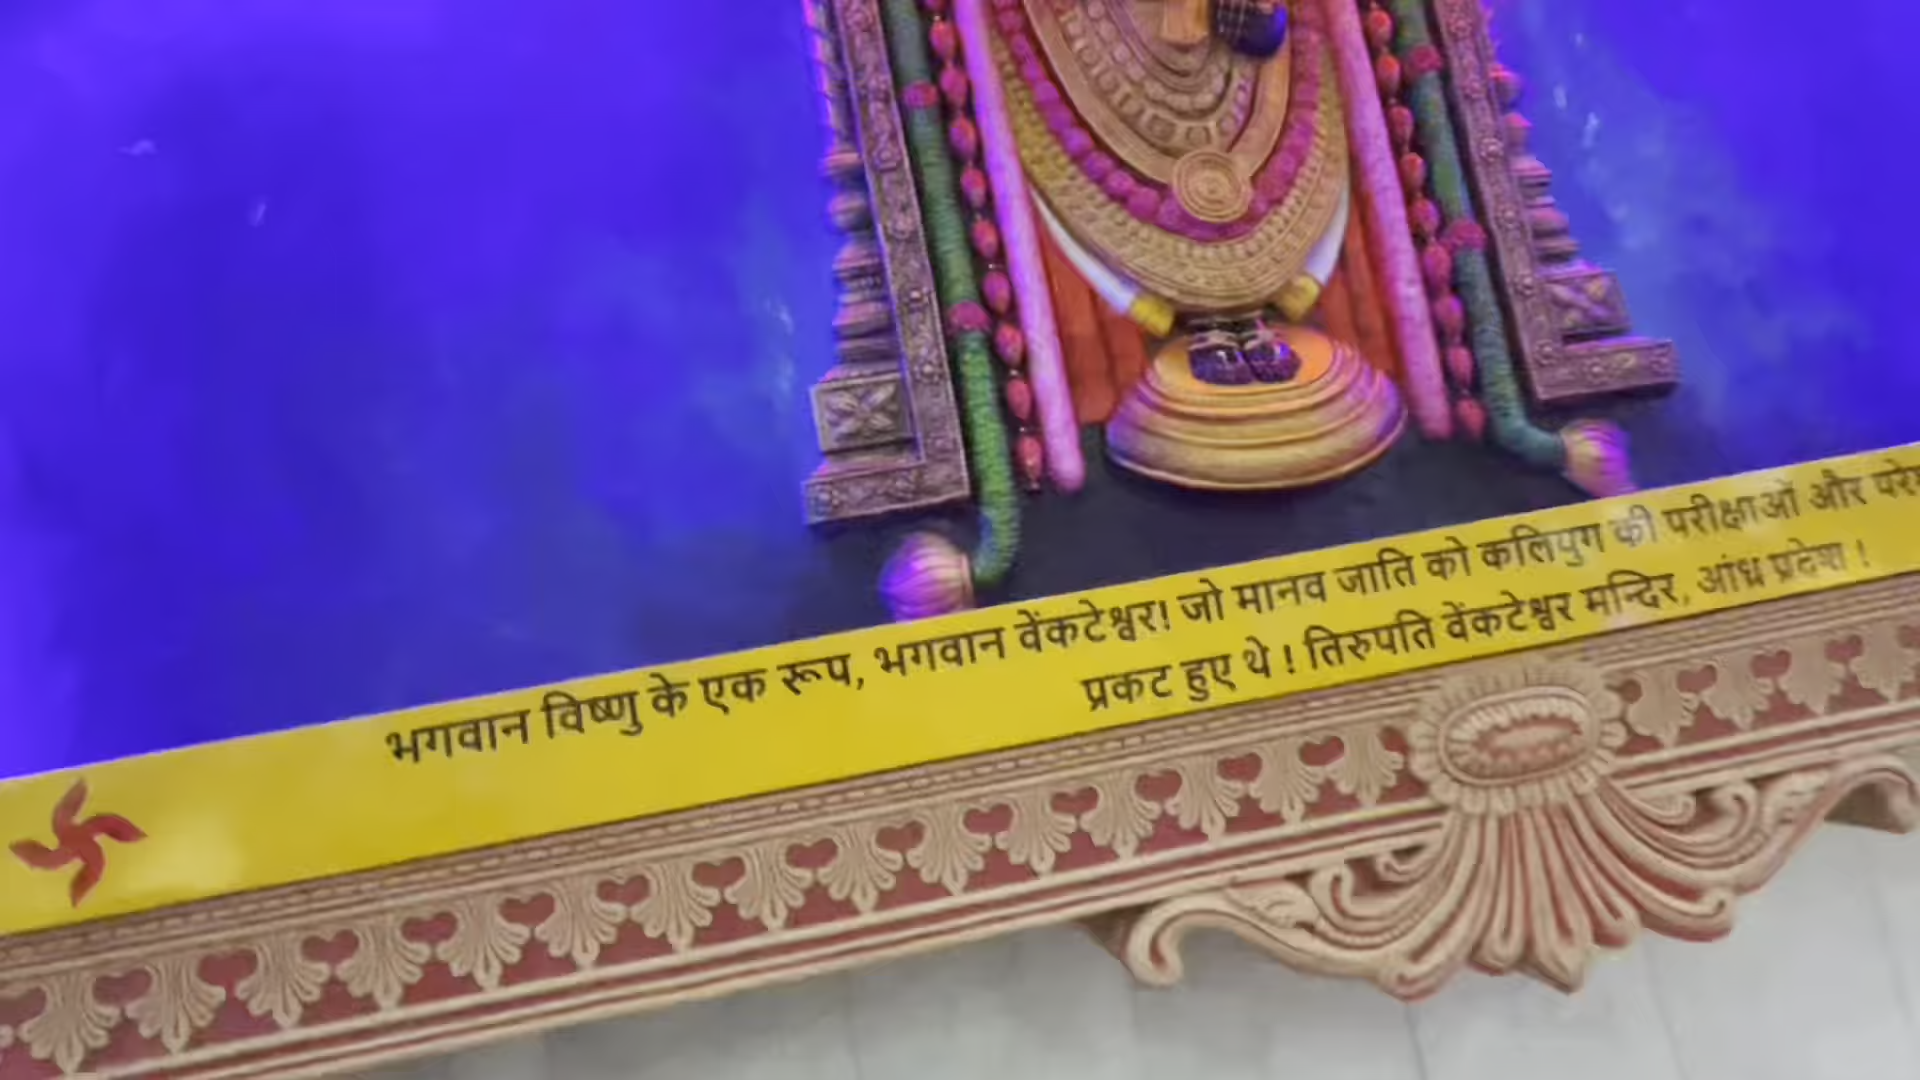 भगवान विष्णु के एक रूप, भगवान वेंकटेश्वर! जो मानव जाति को कलियुग की परीक्षाओं और
प्रकट हुए थे ! तिरुपति वेंकटेश्वर मन्दिर, आंध्र प्रदेश !